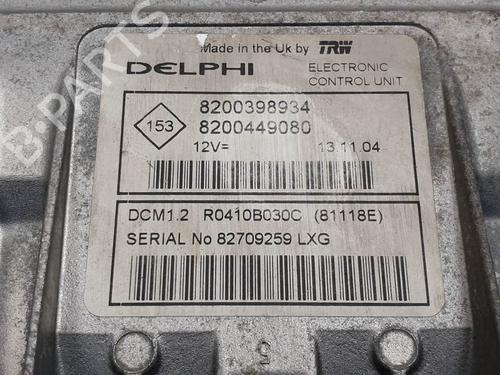 B-PARTS
Made in the Uk by TRW
DELPHI ELECTRONIC
CONTROL UNIT
8200398934
153 8200449080
12V= 13.11.04
DCM1.2 R0410B030C (81118E)
SERIAL No 82709259 LXG
5